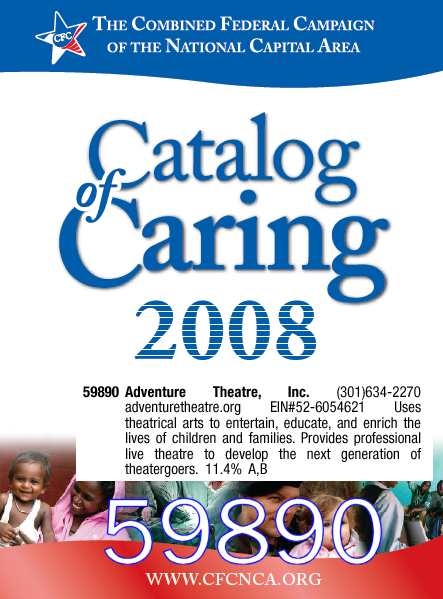 CFC
THE COMBINED FEDERAL CAMPAIGN
OF THE NATIONAL CAPITAL AREA
Catalog
of
Caring
2008
59890 Adventure Theatre, Inc. (301)634-2270
adventuretheatre.org EIN#52-6054621 Uses
theatrical arts to entertain, educate, and enrich the
lives of children and families. Provides professional
live theatre to develop the next generation of
theatergoers. 11.4% A,B
59890
WWW.CFCNCA.ORG